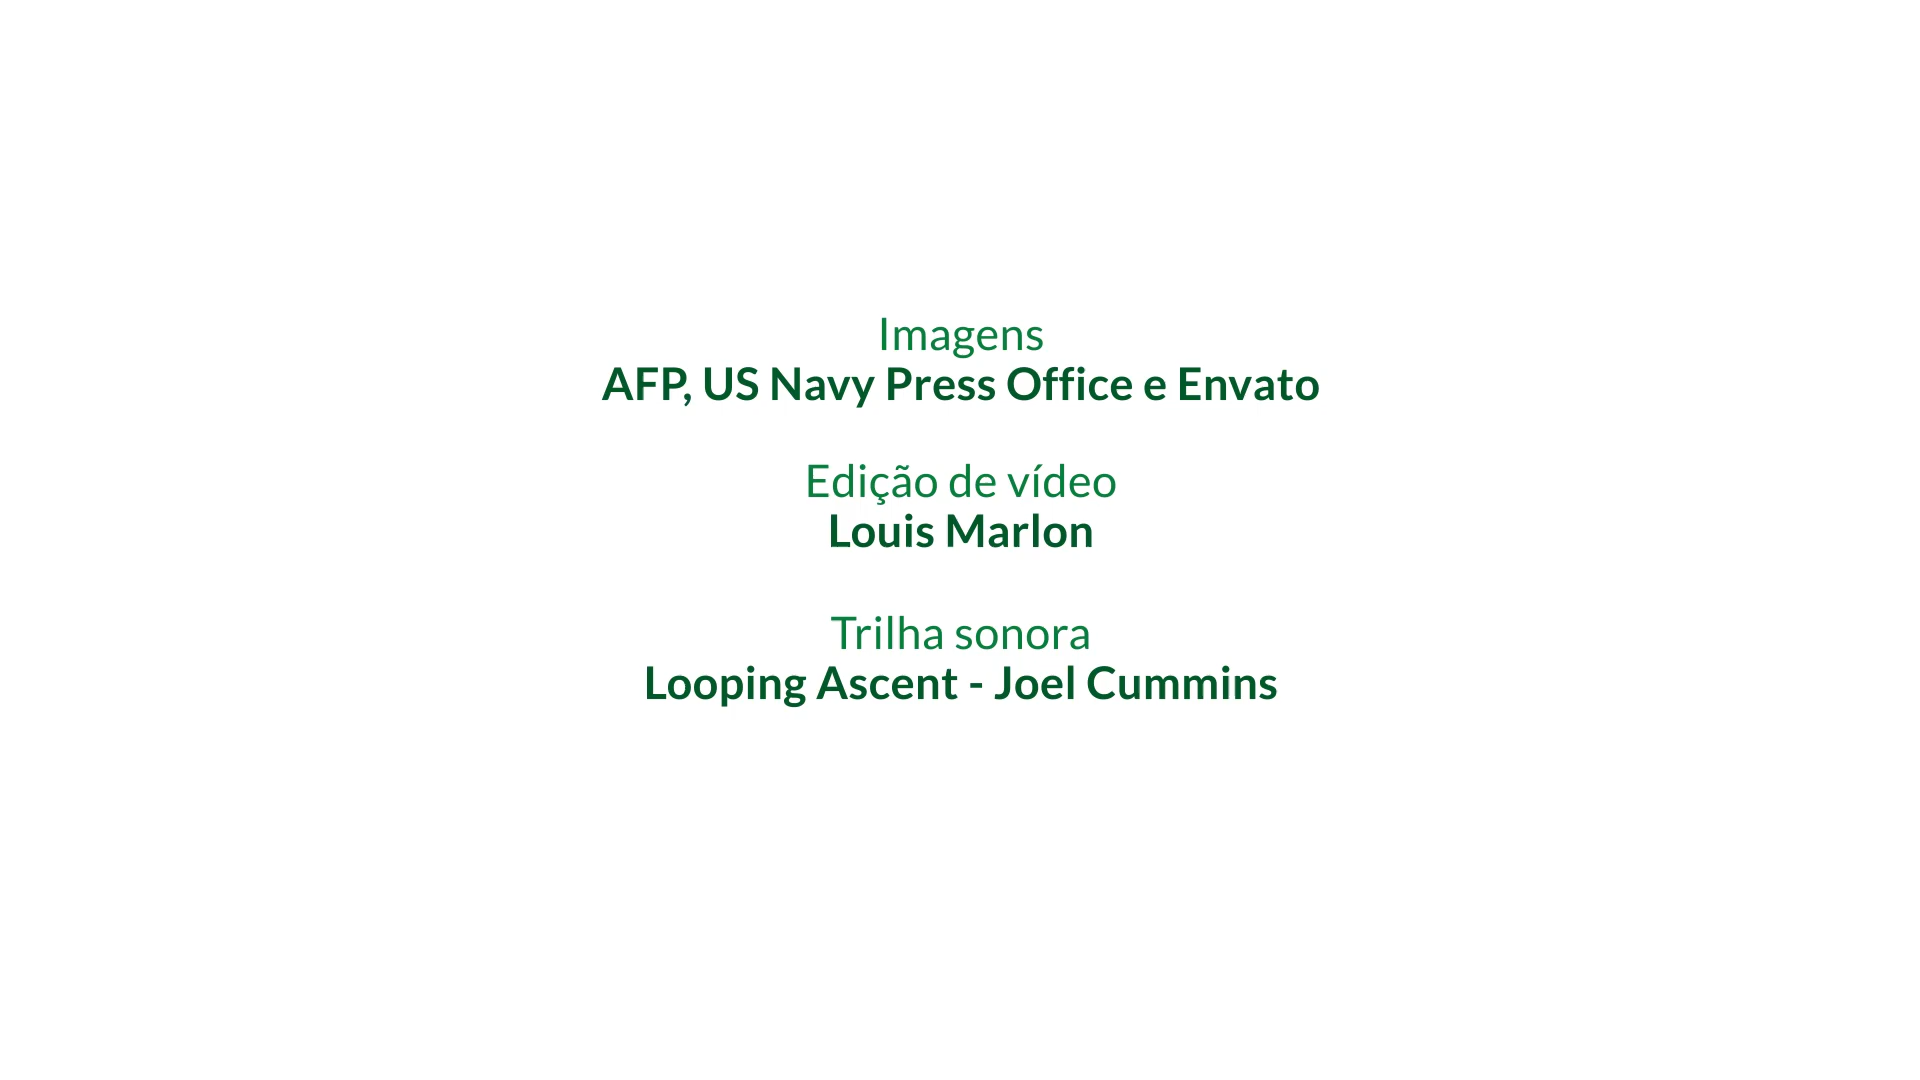 Imagens
AFP, US Navy Press Office e Envato
Edição de vídeo
Louis Marlon
Trilha sonora
Looping Ascent - Joel Cummins